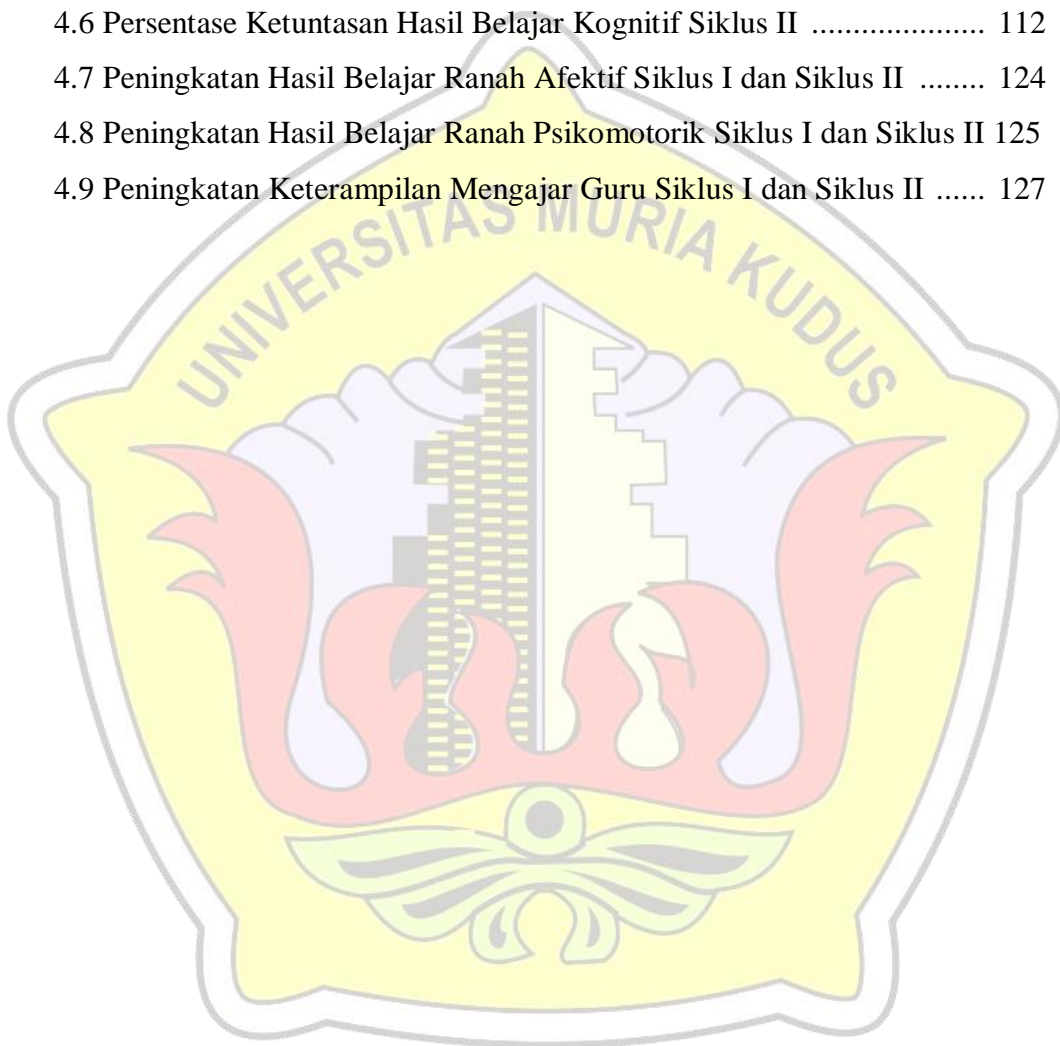 4.6 Persentase Ketuntasan Hasil Belajar Kognitif Siklus II .................... 112
4.7 Peningkatan Hasil Belajar Ranah Afektif Siklus I dan Siklus II ........ 124
4.8 Peningkatan Hasil Belajar Ranah Psikomotorik Siklus I dan Siklus II 125
4.9 Peningkatan Keterampilan Mengajar Guru Siklus I dan Siklus II ...... 127
UNIVERSITAS MURIA KUDUS